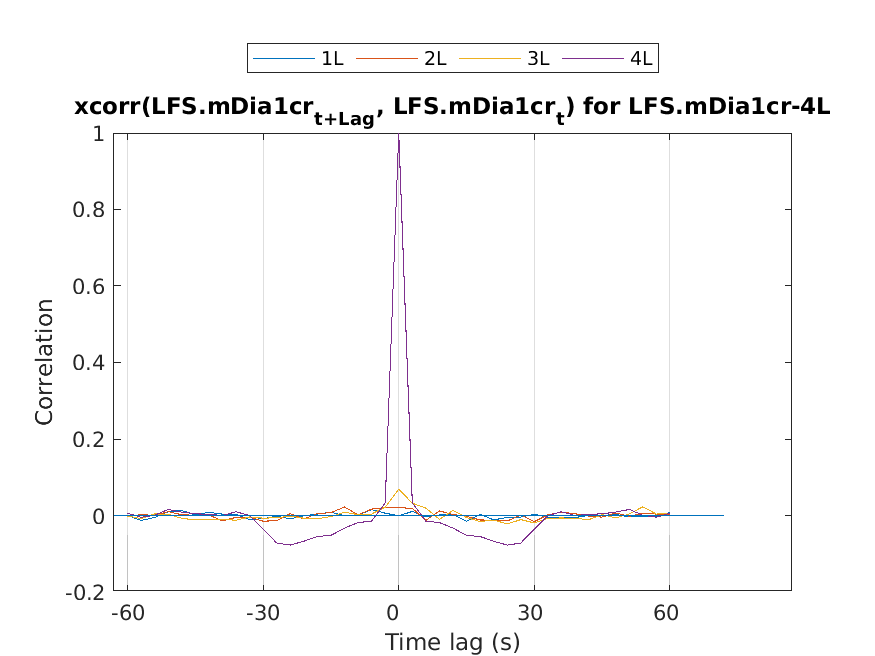 1L 2L 3L 4L
xcorr(LFS.mDia1cr_t+Lag, LFS.mDia1cr_t) for LFS.mDia1cr-4L
1
0.8
0.6
0.4
0.2
0
-0.2
Correlation
-60 -30 0 30 60
Time lag (s)